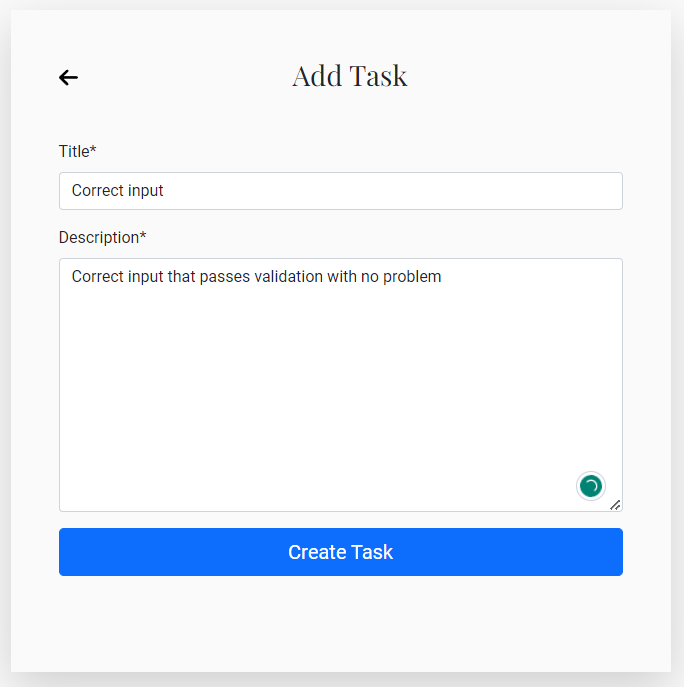 Add Task
Title*
Correct input
Description*
Correct input that passes validation with no problem
Create Task